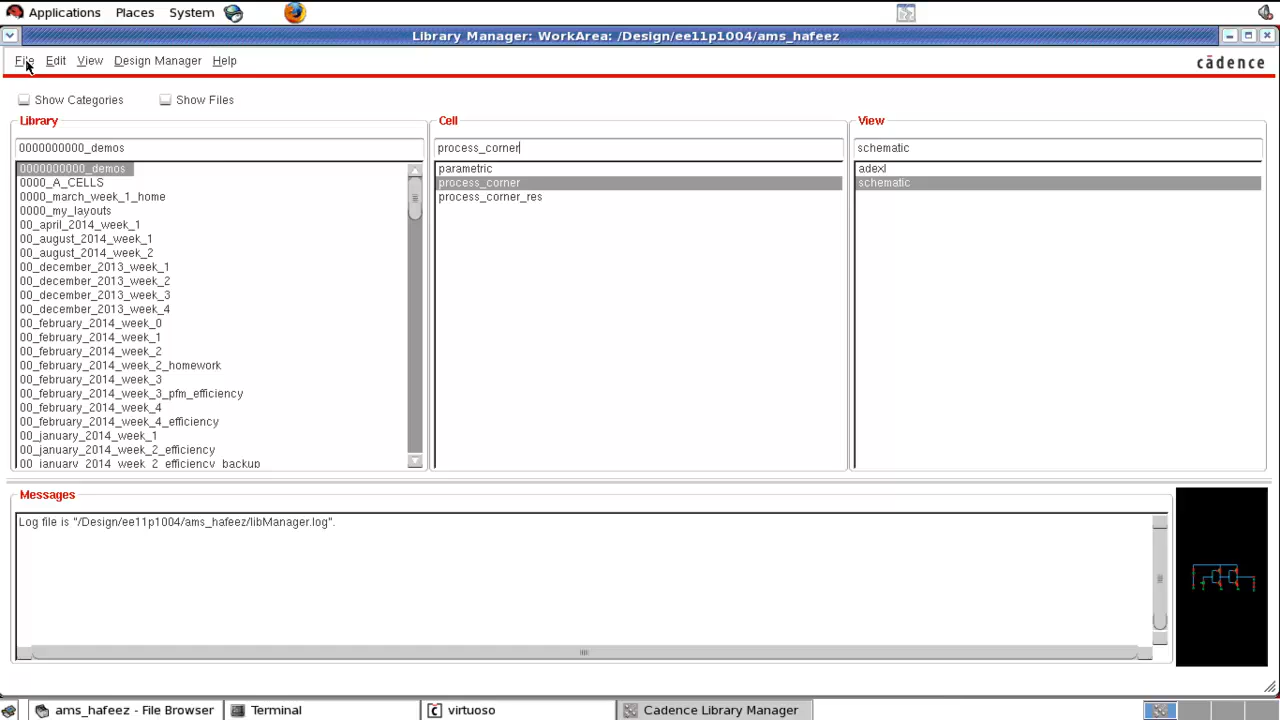 Applications Places System
Library Manager: WorkArea: /Design/ee11p1004/ams_hafeez
File Edit View Design Manager Help
cādence
Show Categories Show Files
Library
0000000000_demos
0000000000_demos
0000_A_CELLS
0000_march_week_1_home
0000_my_layouts
00_april_2014_week_1
00_august_2014_week_1
00_august_2014_week_2
00_december_2013_week_1
00_december_2013_week_2
00_december_2013_week_3
00_december_2013_week_4
00_february_2014_week_0
00_february_2014_week_1
00_february_2014_week_2
00_february_2014_week_2_homework
00_february_2014_week_3
00_february_2014_week_3_pfm_efficiency
00_february_2014_week_4
00_february_2014_week_4_efficiency
00_january_2014_week_1
00_january_2014_week_2_efficiency
00_january_2014_week_2_efficiency_backup
Cell
process_corner
parametric
process_corner
process_corner_res
View
schematic
adexl
schematic
Messages
Log file is "/Design/ee11p1004/ams_hafeez/libManager.log".
ams_hafeez - File Browser Terminal virtuoso Cadence Library Manager